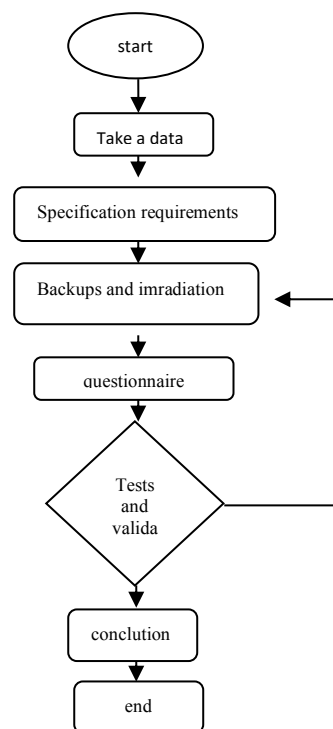 start
Take a data
Specification requirements
Backups and imradiation
questionnaire
Tests
and
valida
conclution
end